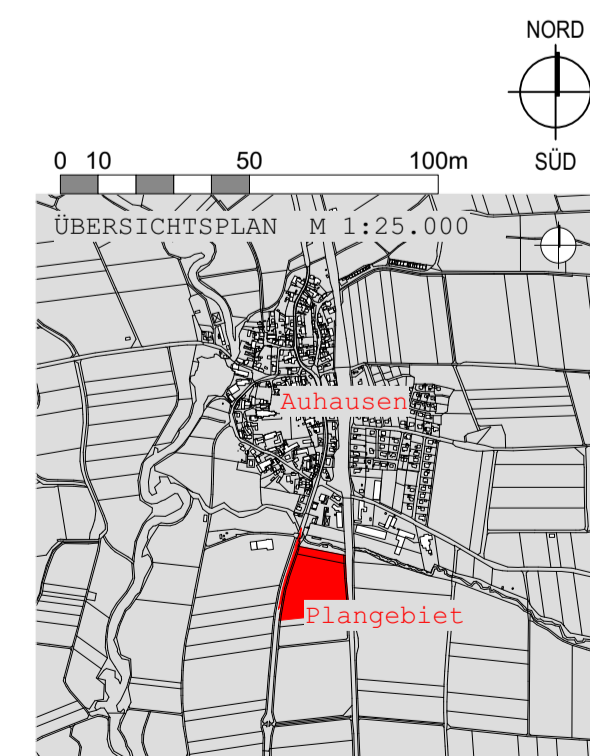 NORD
SÜD
0 10 50 100m
ÜBERSICHTSPLAN M 1:25.000
Auhausen
Plangebiet